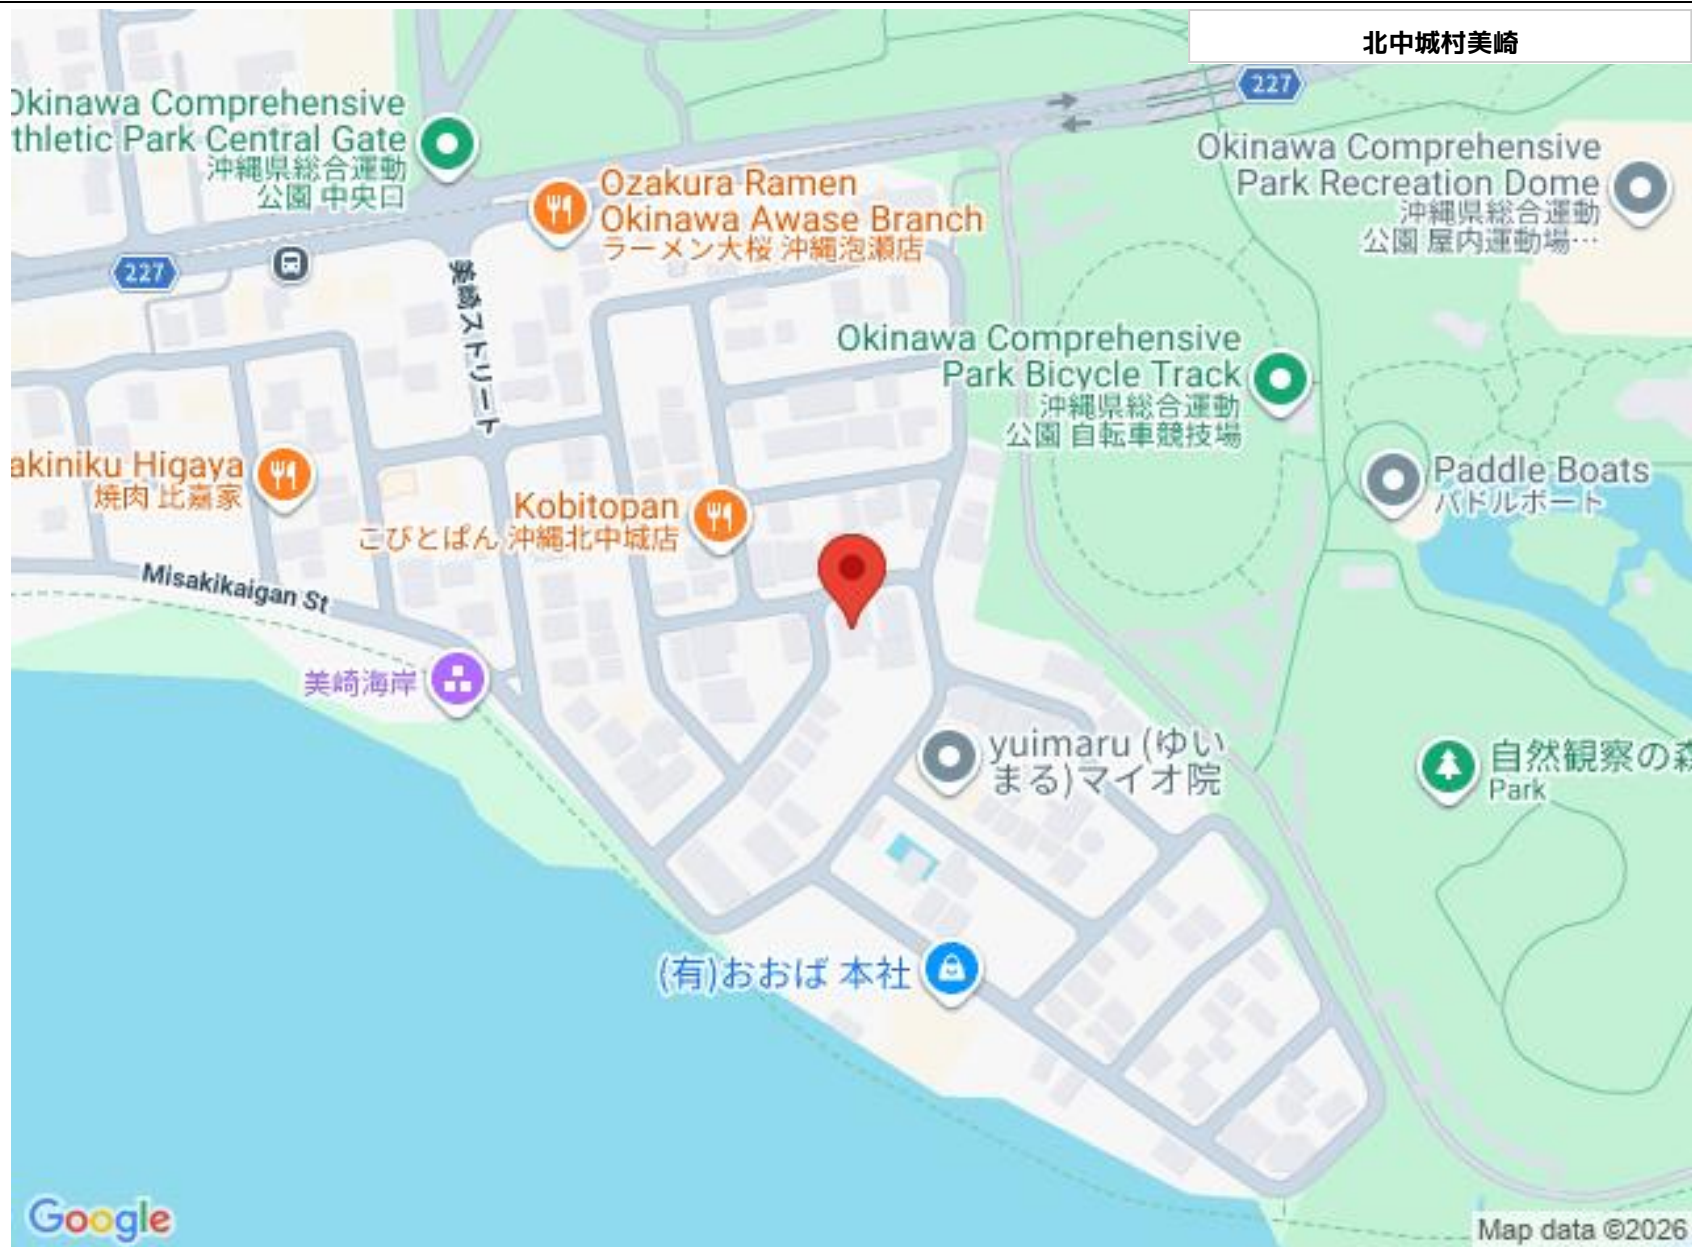 北中城村美崎
227
Okinawa Comprehensive
thletic Park Central Gate
沖縄県総合運動
公園 中央口
Okinawa Comprehensive
Park Recreation Dome
沖縄県総合運動
公園 屋内運動場…
Ozakura Ramen
Okinawa Awase Branch
ラーメン大桜 沖縄泡瀬店
227
美崎ストリート
Okinawa Comprehensive
Park Bicycle Track
沖縄県総合運動
公園 自転車競技場
akiniku Higaya
焼肉 比嘉家
Paddle Boats
パドルボート
Kobitopan
こびとぱん 沖縄北中城店
Misakikaigan St
美崎海岸
yuimaru (ゆい
まる)マイオ院
自然観察の森
Park
(有)おおば 本社
Google
Map data ©2026